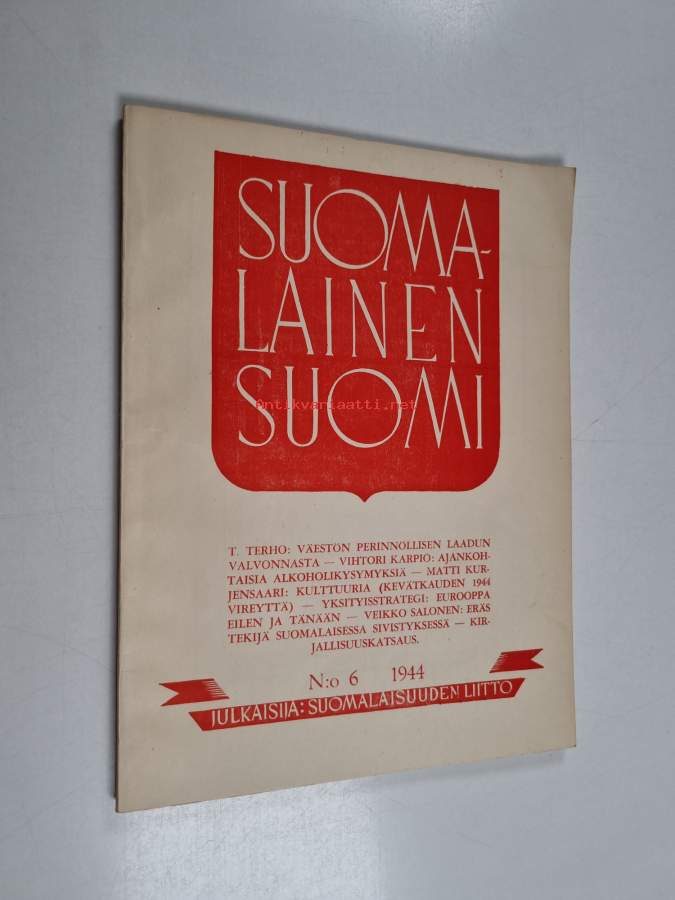 SUOMA-
LAINEN
SUOMI
Antikvariaatti.net
T. TERHO: VÄESTÖN PERINNÖLLISEN LAADUN
VALVONNASTA — VIHTORI KARPIO: AJANKOH-
TAISIA ALKOHOLIKYSYMYKSIÄ — MATTI KUR-
JENSAARI: KULTTUURIA (KEVÄTKAUDEN 1944
VIREYTTÄ) — YKSITYISSTRATEGI: EUROOPPA
EILEN JA TÄNÄÄN — VEIKKO SALONEN: ERÄS
TEKIJÄ SUOMALAISESSA SIVISTYKSESSÄ — KIR-
JALLISUUSKATSAUS.
N:o 6 1944
JULKAISIJA: SUOMALAISUUDEN LIITTO